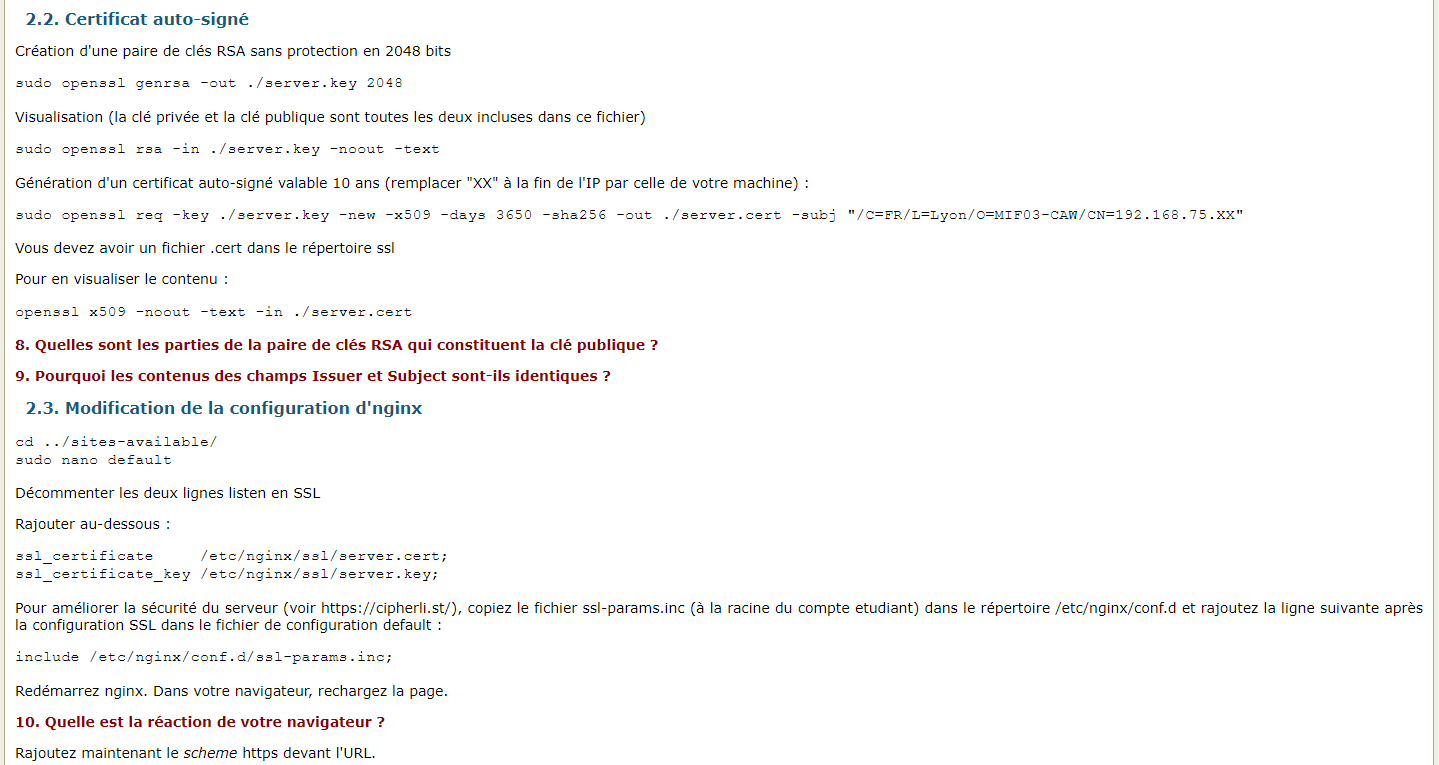 2.2. Certificat auto-signé
Création d'une paire de clés RSA sans protection en 2048 bits
sudo openssl genrsa -out ./server.key 2048
Visualisation (la clé privée et la clé publique sont toutes les deux incluses dans ce fichier)
sudo openssl rsa -in ./server.key -noout -text
Génération d'un certificat auto-signé valable 10 ans (remplacer "XX" à la fin de l'IP par celle de votre machine) :
sudo openssl req -key ./server.key -new -x509 -days 3650 -sha256 -out ./server.cert -subj "/C=FR/L=Lyon/O=MIF03-CAW/CN=192.168.75.XX"
Vous devez avoir un fichier .cert dans le répertoire ssl
Pour en visualiser le contenu :
openssl x509 -noout -text -in ./server.cert
8. Quelles sont les parties de la paire de clés RSA qui constituent la clé publique ?
9. Pourquoi les contenus des champs Issuer et Subject sont-ils identiques ?
2.3. Modification de la configuration d'nginx
cd ../sites-available/
sudo nano default
Décommenter les deux lignes listen en SSL
Rajouter au-dessous :
ssl_certificate     /etc/nginx/ssl/server.cert;
ssl_certificate_key /etc/nginx/ssl/server.key;
Pour améliorer la sécurité du serveur (voir https://cipherli.st/), copiez le fichier ssl-params.inc (à la racine du compte etudiant) dans le répertoire /etc/nginx/conf.d et rajoutez la ligne suivante après
la configuration SSL dans le fichier de configuration default :
include /etc/nginx/conf.d/ssl-params.inc;
Redémarrez nginx. Dans votre navigateur, rechargez la page.
10. Quelle est la réaction de votre navigateur ?
Rajoutez maintenant le scheme https devant l'URL.